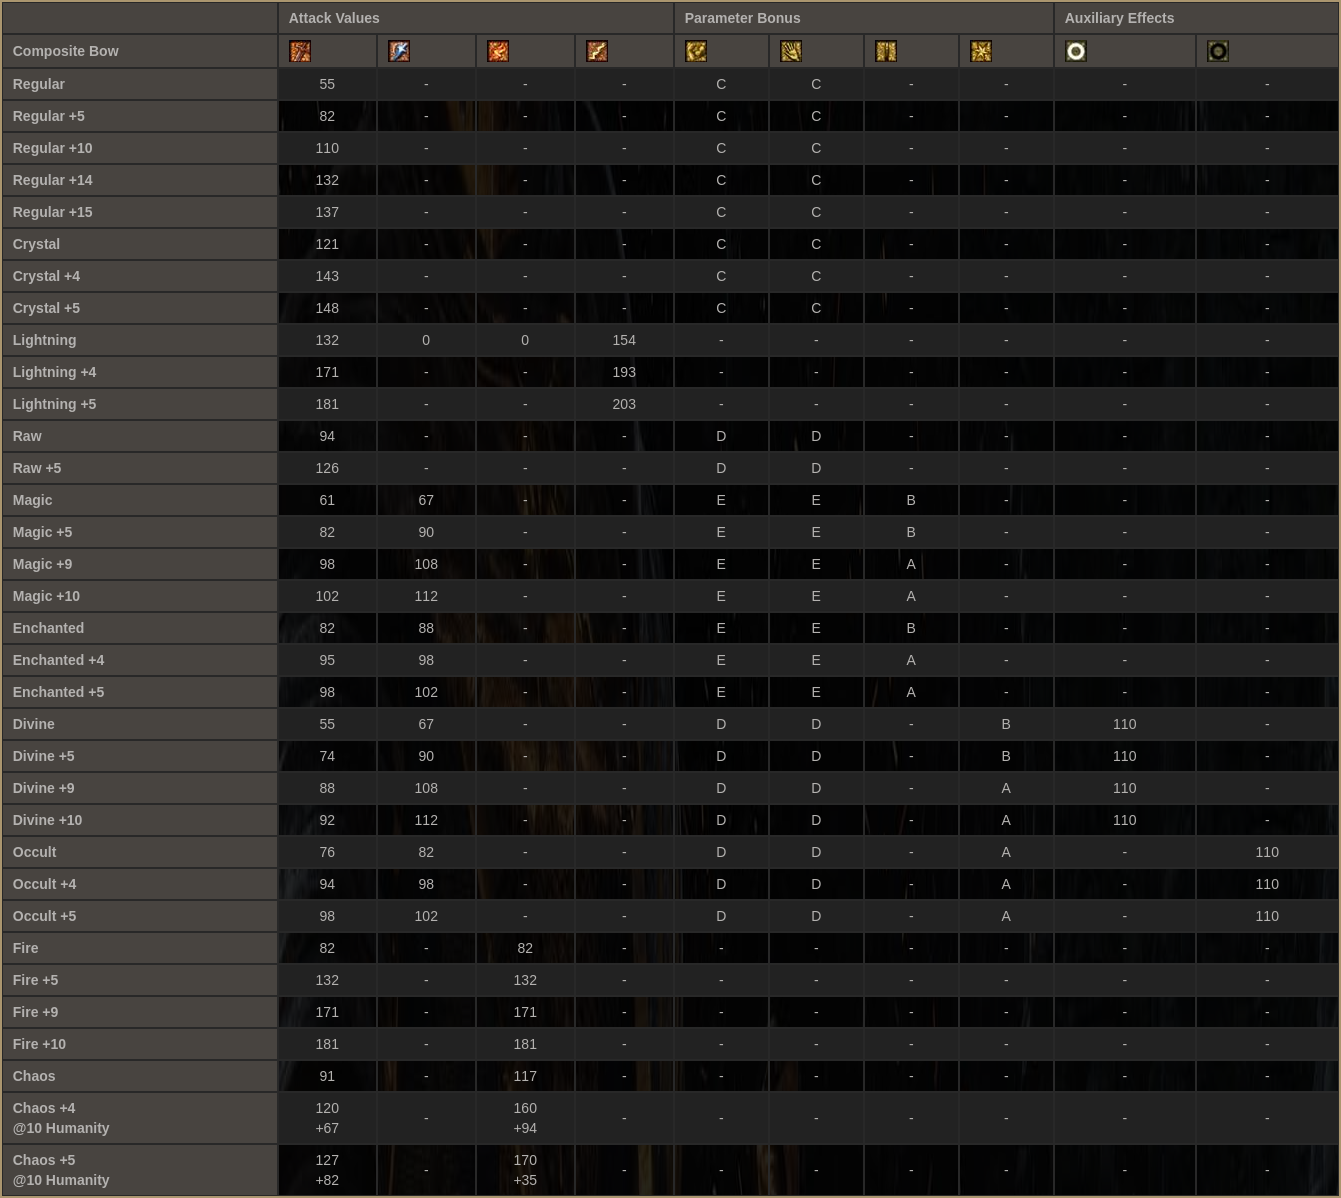 Attack Values Parameter Bonus Auxiliary Effects
Composite Bow
Regular 55 - - - C C - - - -
Regular +5 82 - - - C C - - - -
Regular +10 110 - - - C C - - - -
Regular +14 132 - - - C C - - - -
Regular +15 137 - - - C C - - - -
Crystal 121 - - - C C - - - -
Crystal +4 143 - - - C C - - - -
Crystal +5 148 - - - C C - - - -
Lightning 132 0 0 154 - - - - - -
Lightning +4 171 - - 193 - - - - - -
Lightning +5 181 - - 203 - - - - - -
Raw 94 - - - D D - - - -
Raw +5 126 - - - D D - - - -
Magic 61 67 - - E E B - - -
Magic +5 82 90 - - E E B - - -
Magic +9 98 108 - - E E A - - -
Magic +10 102 112 - - E E A - - -
Enchanted 82 88 - - E E B - - -
Enchanted +4 95 98 - - E E A - - -
Enchanted +5 98 102 - - E E A - - -
Divine 55 67 - - D D - B 110 -
Divine +5 74 90 - - D D - B 110 -
Divine +9 88 108 - - D D - A 110 -
Divine +10 92 112 - - D D - A 110 -
Occult 76 82 - - D D - A - 110
Occult +4 94 98 - - D D - A - 110
Occult +5 98 102 - - D D - A - 110
Fire 82 - 82 - - - - - - -
Fire +5 132 - 132 - - - - - - -
Fire +9 171 - 171 - - - - - - -
Fire +10 181 - 181 - - - - - - -
Chaos 91 - 117 - - - - - - -
Chaos +4 120 - 160 - - - - - - -
@10 Humanity +67 +94
Chaos +5 127 - 170 - - - - - - -
@10 Humanity +82 +35